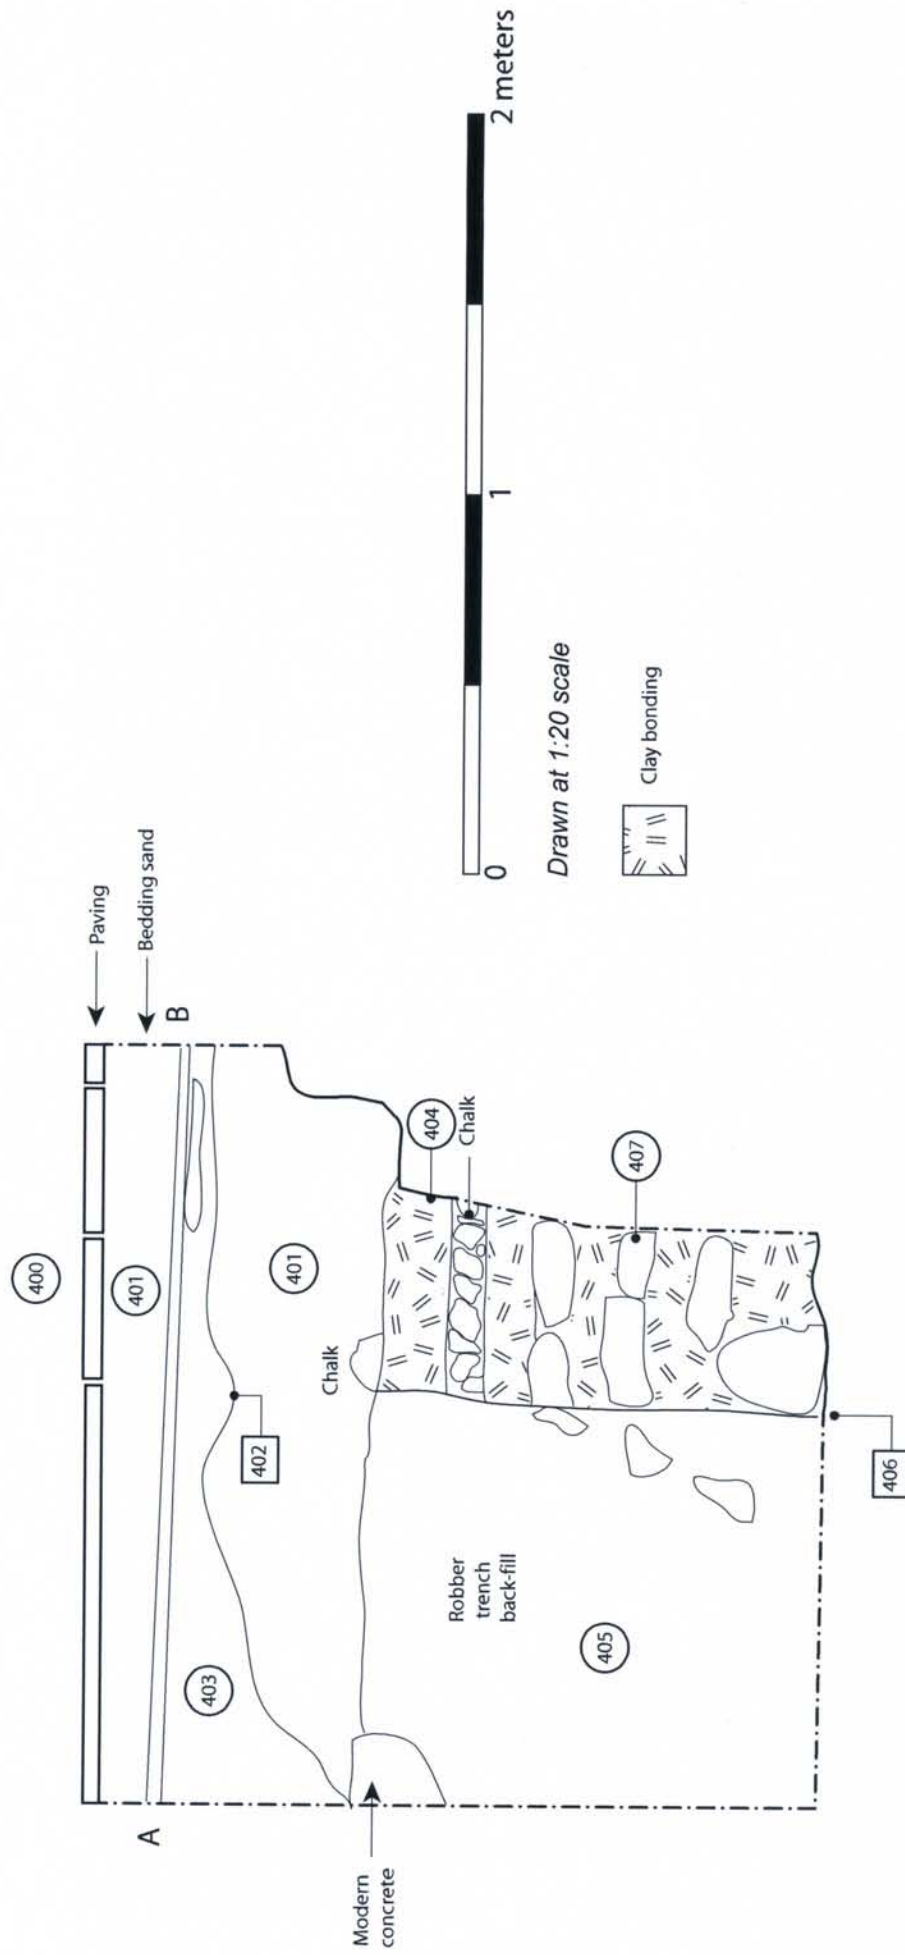 400
Paving
401
Bedding sand
A
B
403
402
401
Modern
concrete
Chalk
404
Chalk
Robber
trench
back-fill
405
407
406
0
1
2 meters
Drawn at 1:20 scale
Clay bonding